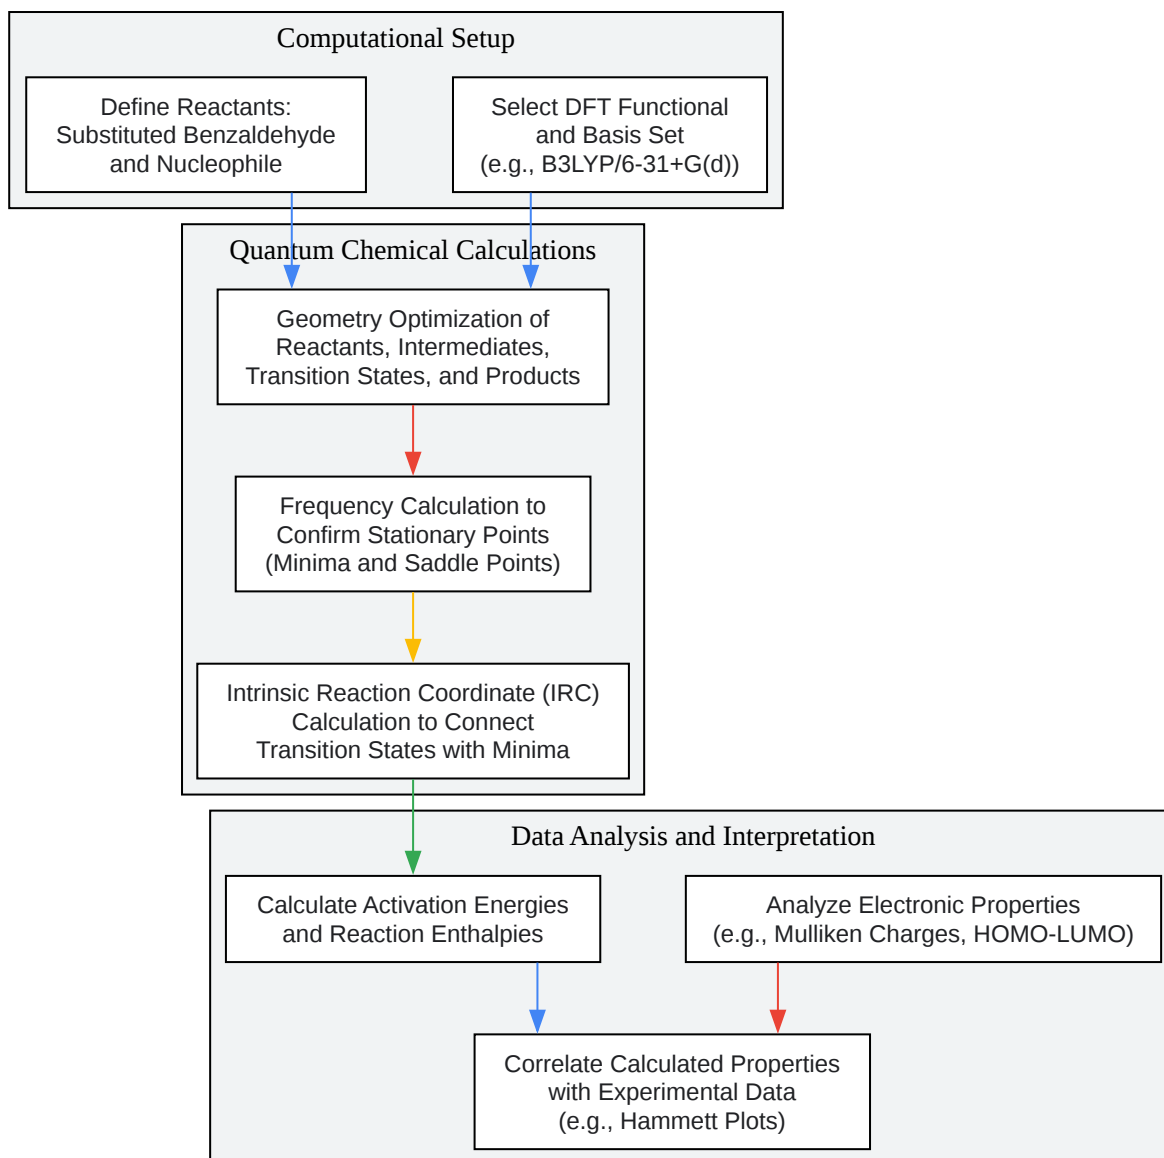 Computational Setup
Define Reactants:
Substituted Benzaldehyde
and Nucleophile
Select DFT Functional
and Basis Set
(e.g., B3LYP/6-31+G(d))
Quantum Chemical Calculations
Geometry Optimization of
Reactants, Intermediates,
Transition States, and Products
Frequency Calculation to
Confirm Stationary Points
(Minima and Saddle Points)
Intrinsic Reaction Coordinate (IRC)
Calculation to Connect
Transition States with Minima
Data Analysis and Interpretation
Calculate Activation Energies
and Reaction Enthalpies
Analyze Electronic Properties
(e.g., Mulliken Charges, HOMO-LUMO)
Correlate Calculated Properties
with Experimental Data
(e.g., Hammett Plots)